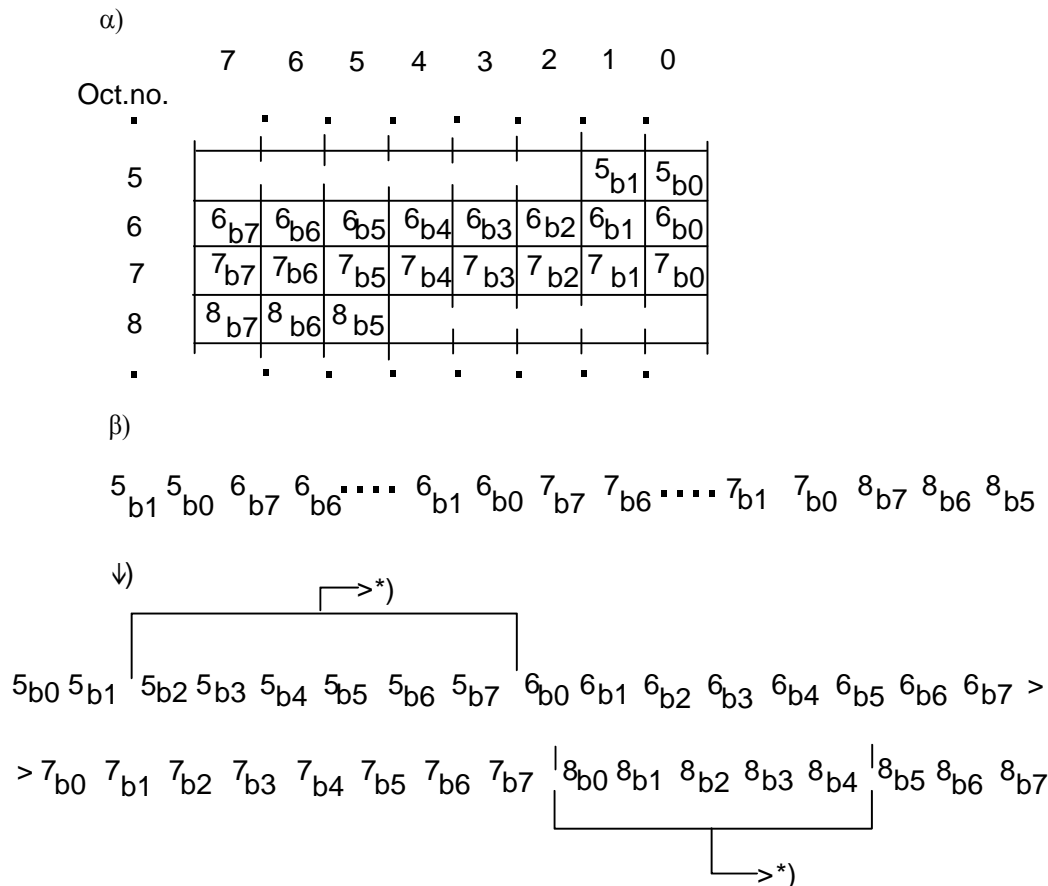 α)
7 6 5 4 3 2 1 0
Oct.no.
5 5b1 5b0
6 6b7 6b6 6b5 6b4 6b3 6b2 6b1 6b0
7 7b7 7b6 7b5 7b4 7b3 7b2 7b1 7b0
8 8b7 8b6 8b5
β)
5b1 5b0 6b7 6b6 .... 6b1 6b0 7b7 7b6 .... 7b1 7b0 8b7 8b6 8b5
↓)
>*)
5b0 5b1 5b2 5b3 5b4 5b5 5b6 5b7 6b0 6b1 6b2 6b3 6b4 6b5 6b6 6b7 >
> 7b0 7b1 7b2 7b3 7b4 7b5 7b6 7b7 8b0 8b1 8b2 8b3 8b4 8b5 8b6 8b7
>*)